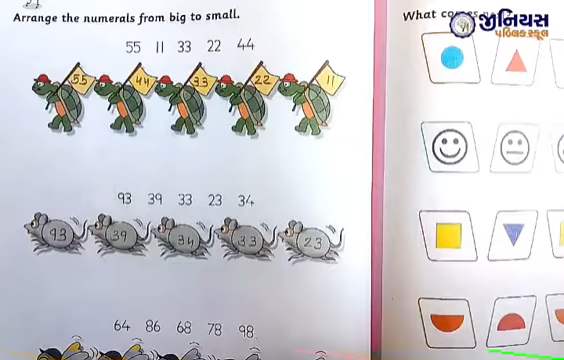 Arrange the numerals from big to small.
55 11 33 22 44
55 44 33 22 11
93 39 33 23 34
93 39 34 33 23
64 86 68 78 98
What
જીનિયસ
પબ્લિક સ્કૂલ